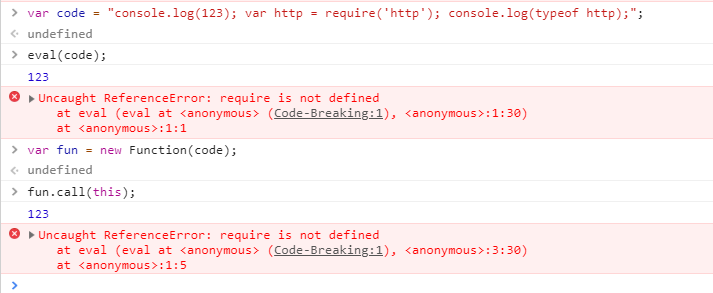 > var code = "console.log(123); var http = require('http'); console.log(typeof http);";
undefined
> eval(code);
123
Uncaught ReferenceError: require is not defined
at eval (eval at <anonymous> (Code-Breaking:1), <anonymous>:1:30)
at <anonymous>:1:1
> var fun = new Function(code);
undefined
> fun.call(this);
123
Uncaught ReferenceError: require is not defined
at eval (eval at <anonymous> (Code-Breaking:1), <anonymous>:3:30)
at <anonymous>:1:5
>